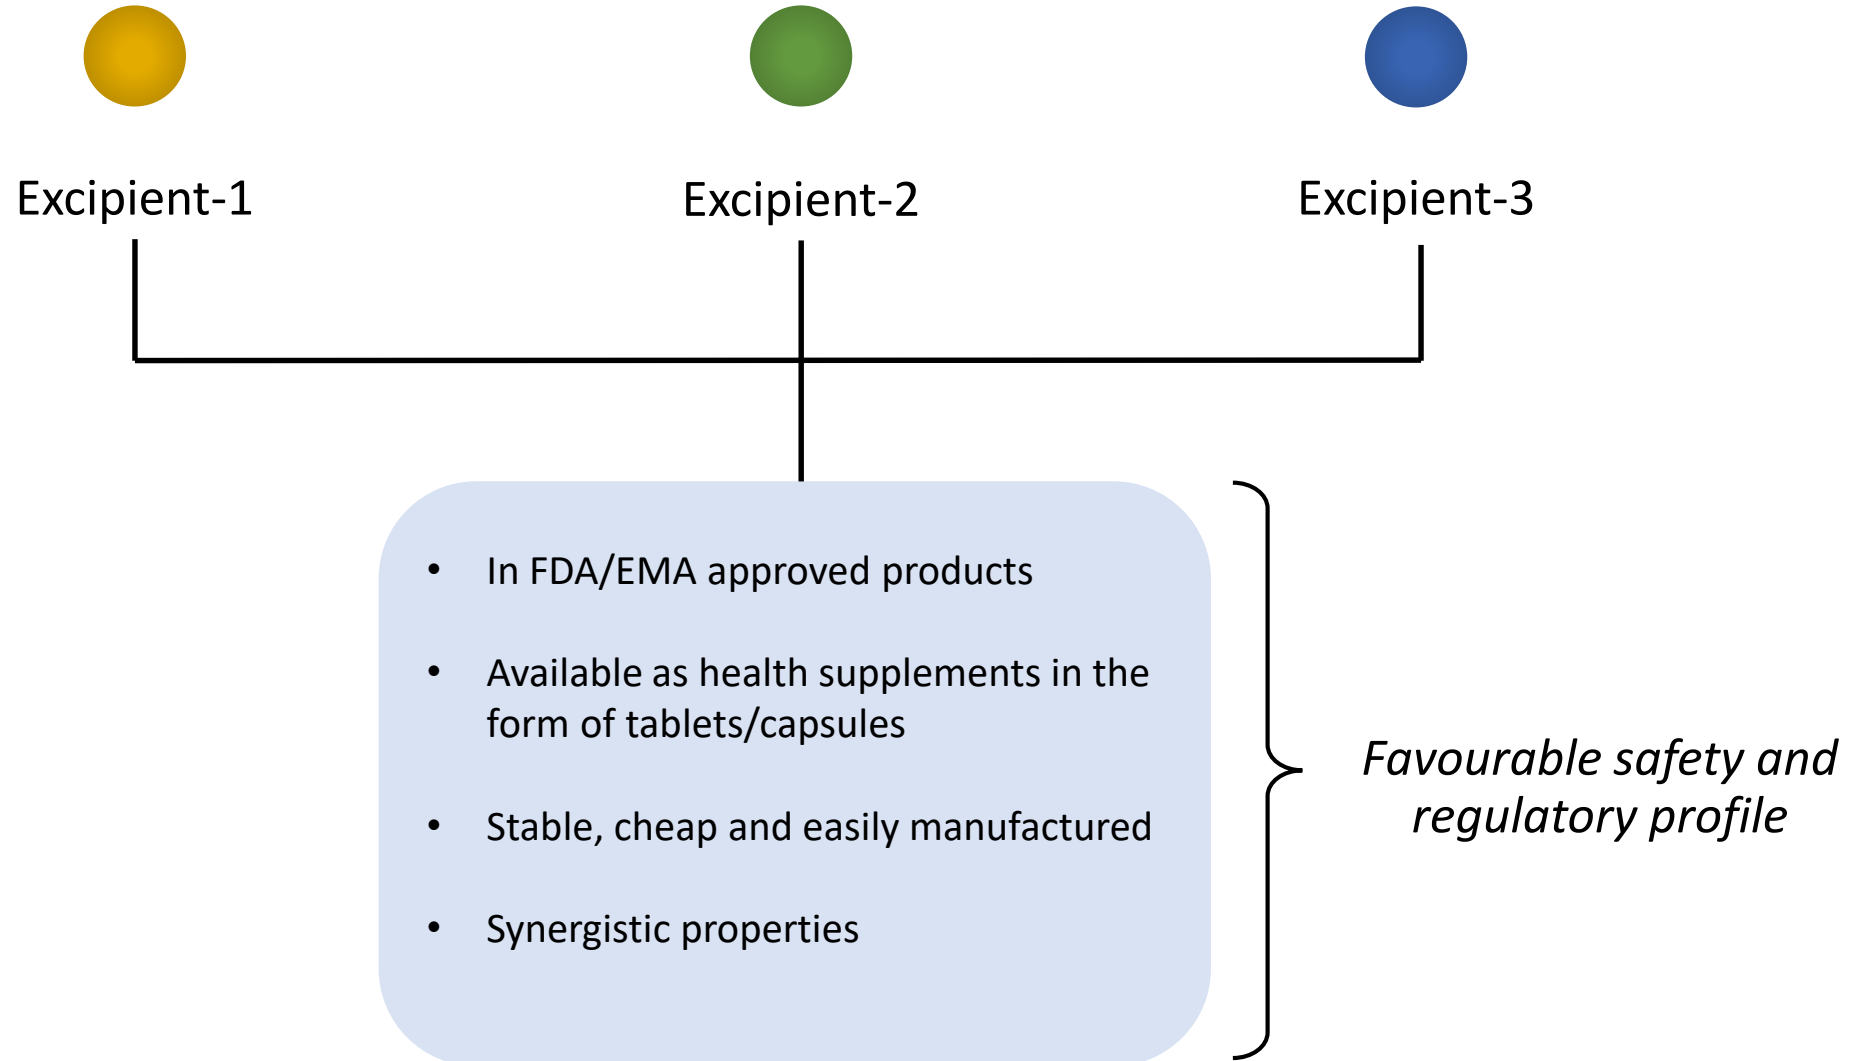 Excipient-1
Excipient-2
Excipient-3
• In FDA/EMA approved products
• Available as health supplements in the
form of tablets/capsules
• Stable, cheap and easily manufactured
• Synergistic properties
Favourable safety and
regulatory profile